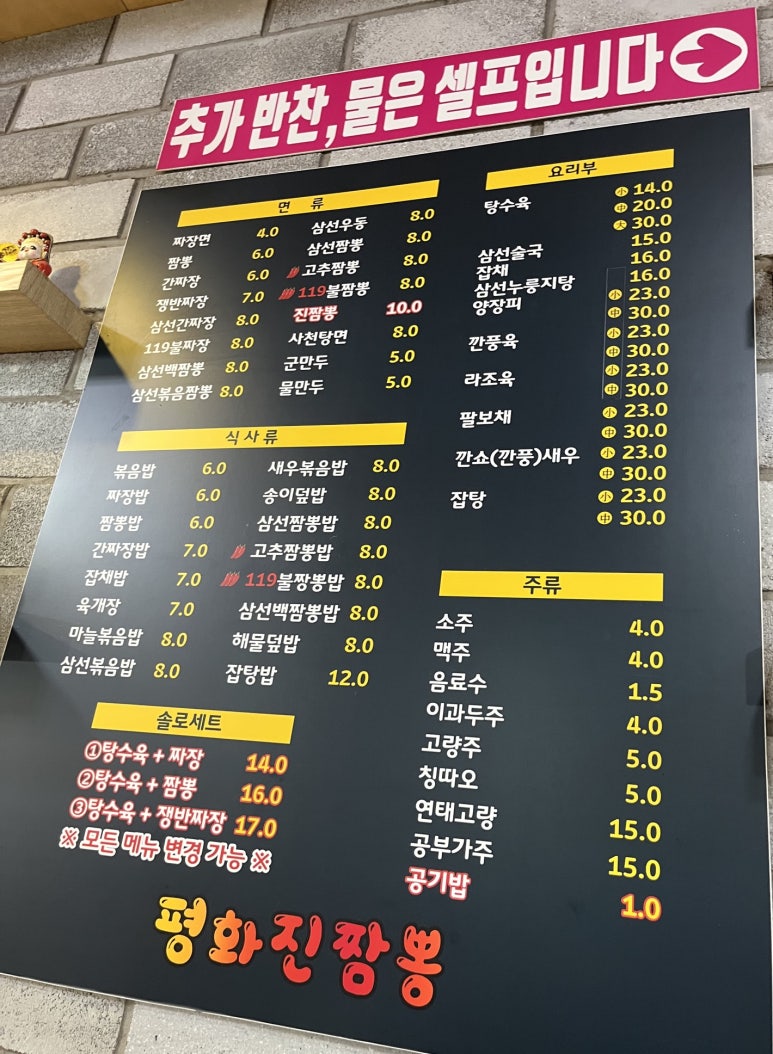 추가 반찬, 물은 셀프입니다
면 류
짜장면 4.0 삼선우동 8.0
짬뽕 6.0 삼선짬뽕 8.0
간짜장 6.0 고추짬뽕 8.0
쟁반짜장 7.0 119불짬뽕 8.0
삼선간짜장 8.0 진짬뽕 10.0
119불짜장 8.0 사천탕면 8.0
삼선백짬뽕 8.0 군만두 5.0
삼선볶음짬뽕 8.0 물만두 5.0
식 사 류
볶음밥 6.0 새우볶음밥 8.0
짜장밥 6.0 송이덮밥 8.0
짬뽕밥 6.0 삼선짬뽕밥 8.0
간짜장밥 7.0 고추짬뽕밥 8.0
잡채밥 7.0 119불짱뽕밥 8.0
육개장 7.0 삼선백짬뽕밥 8.0
마늘볶음밥 8.0 해물덮밥 8.0
삼선볶음밥 8.0 잡탕밥 12.0
솔로세트
①탕수육 + 짜장 14.0
②탕수육 + 짬뽕 16.0
③탕수육 + 쟁반짜장 17.0
※ 모든 메뉴 변경 가능 ※
요리부
탕수육 小 14.0
中 20.0
大 30.0
삼선술국 15.0
잡채 16.0
삼선누룽지탕 16.0
양장피 小 23.0
中 30.0
깐풍육 小 23.0
中 30.0
라조육 小 23.0
中 30.0
팔보채 小 23.0
中 30.0
깐쇼(깐풍)새우 小 23.0
中 30.0
잡탕 小 23.0
中 30.0
주류
소주 4.0
맥주 4.0
음료수 1.5
이과두주 4.0
고량주 5.0
칭따오 5.0
연태고량 15.0
공부가주 15.0
공기밥 1.0
평화진짬뽕